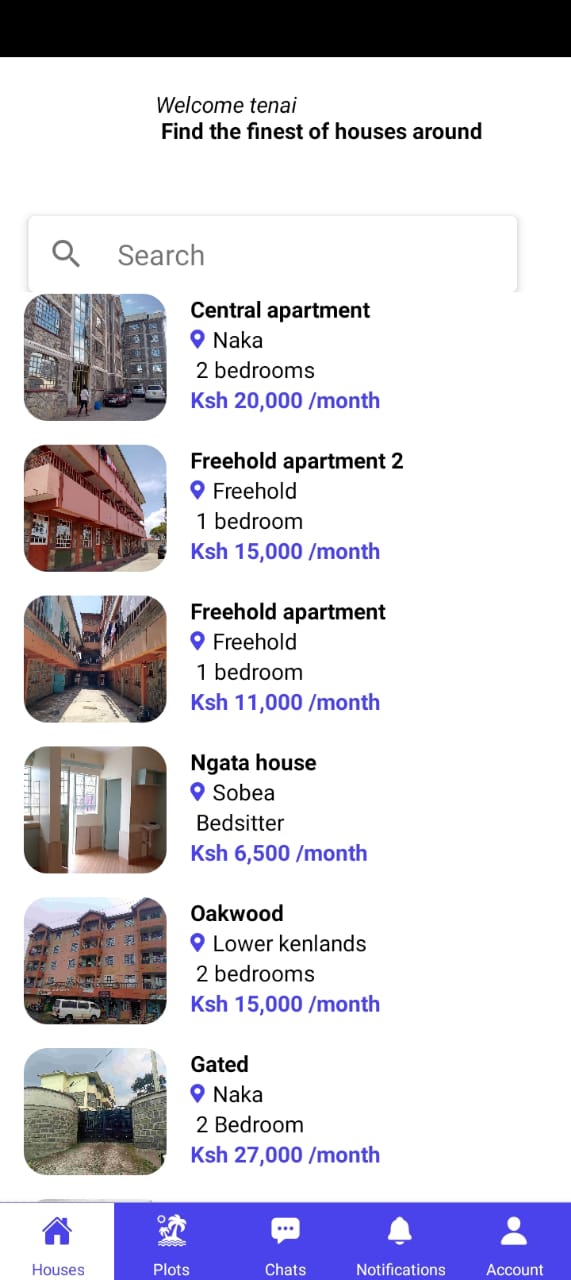 Welcome tenai
Find the finest of houses around
Search
Central apartment
Naka
2 bedrooms
Ksh 20,000 /month
Freehold apartment 2
Freehold
1 bedroom
Ksh 15,000 /month
Freehold apartment
Freehold
1 bedroom
Ksh 11,000 /month
Ngata house
Sobea
Bedsitter
Ksh 6,500 /month
Oakwood
Lower kenlands
2 bedrooms
Ksh 15,000 /month
Gated
Naka
2 Bedroom
Ksh 27,000 /month
Houses
Plots
Chats
Notifications
Account